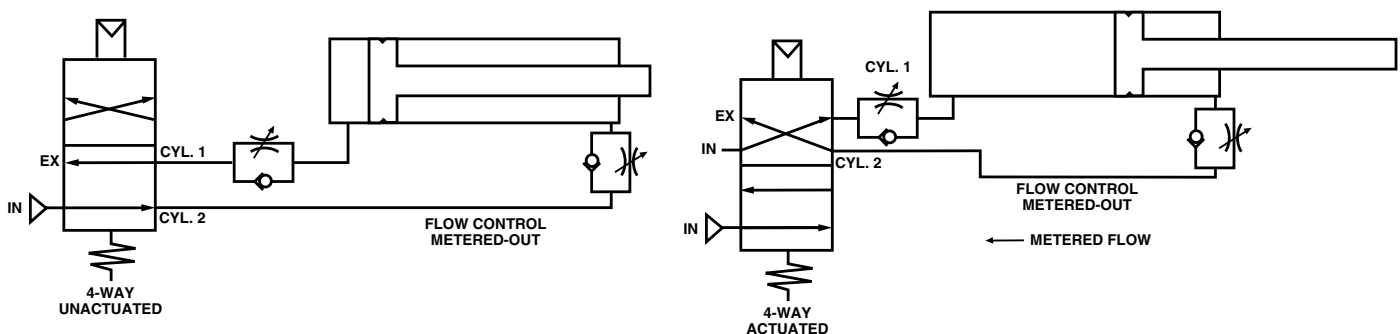 CYL. 1
EX
IN
CYL. 2
FLOW CONTROL
METERED-OUT
4-WAY
UNACTUATED
CYL. 1
EX
IN
CYL. 2
FLOW CONTROL
METERED-OUT
IN
METERED FLOW
4-WAY
ACTUATED